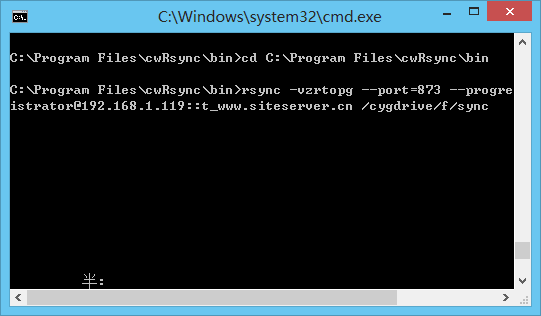 C:\Windows\system32\cmd.exe
C:\Program Files\cwRsync\bin>cd C:\Program Files\cwRsync\bin
C:\Program Files\cwRsync\bin>rsync -vzrtopg --port=873 --progre
istrator@192.168.1.119::t_www.siteserver.cn /cygdrive/f/sync
半: